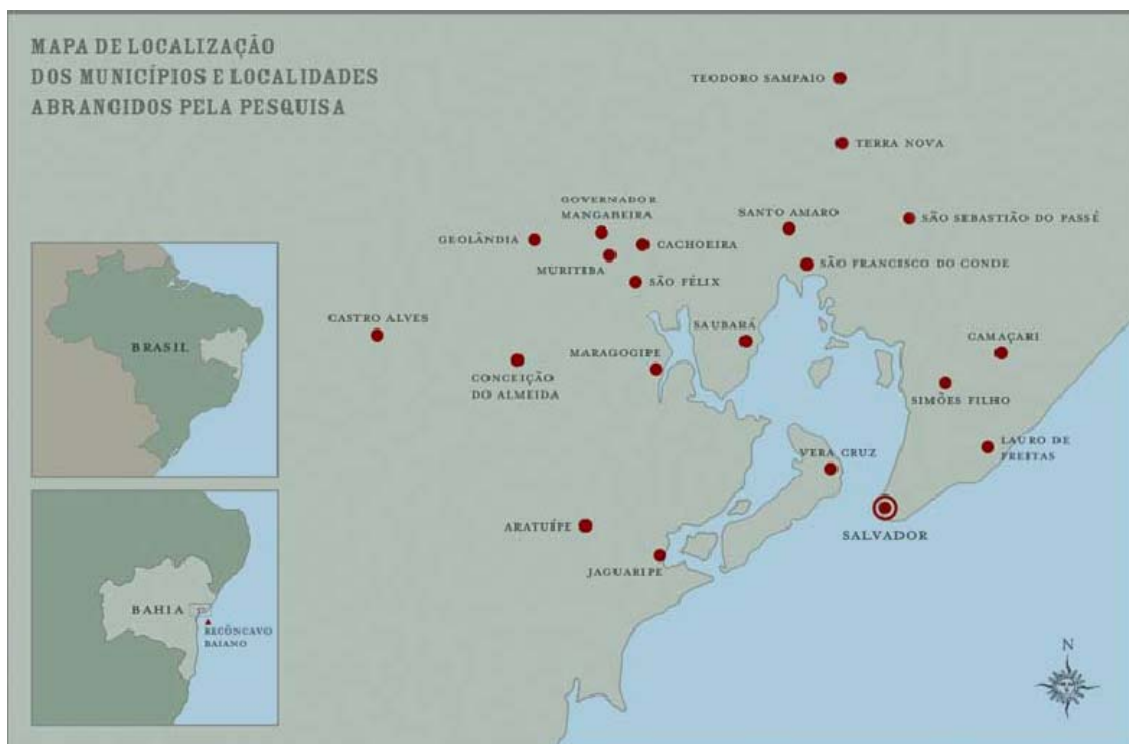 MAPA DE LOCALIZAÇÃO
DOS MUNICÍPIOS E LOCALIDADES
ABRANGIDOS PELA PESQUISA
TEODORO SAMPAIO
TERRA NOVA
GOVERNADOR
MANGABEIRA
SANTO AMARO
SÃO SEBASTIÃO DO PASSÉ
GEOLÂNDIA
CACHOEIRA
MURITIBA
SÃO FRANCISCO DO CONDE
SÃO FÉLIX
CASTRO ALVES
SAUBARÁ
CAMAÇARI
BRASIL
MARAGOGIPE
CONCEIÇÃO
DO ALMEIDA
SIMÕES FILHO
LAURO DE
FREITAS
VERA CRUZ
ARATUÍPE
SALVADOR
JAGUARIPE
BAHIA
RECÔNCAVO
BAIANO
N